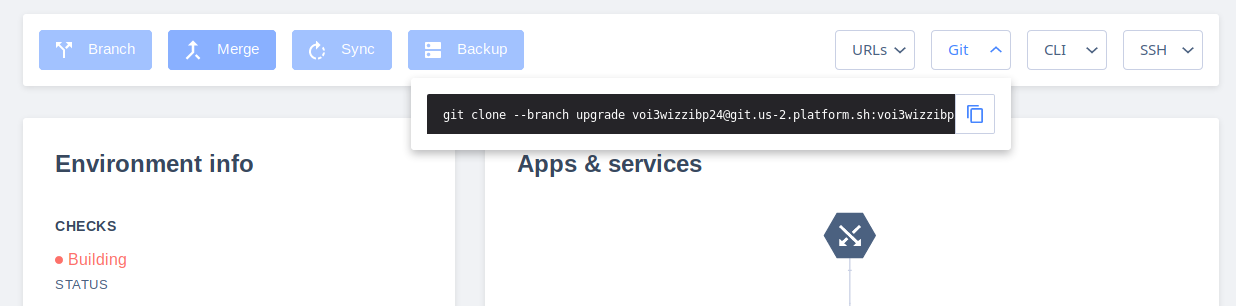 Branch Merge Sync Backup URLs Git CLI SSH
git clone --branch upgrade voi3wizzibp24@git.us-2.platform.sh:voi3wizzibp
Environment info
Apps & services
CHECKS
Building
STATUS